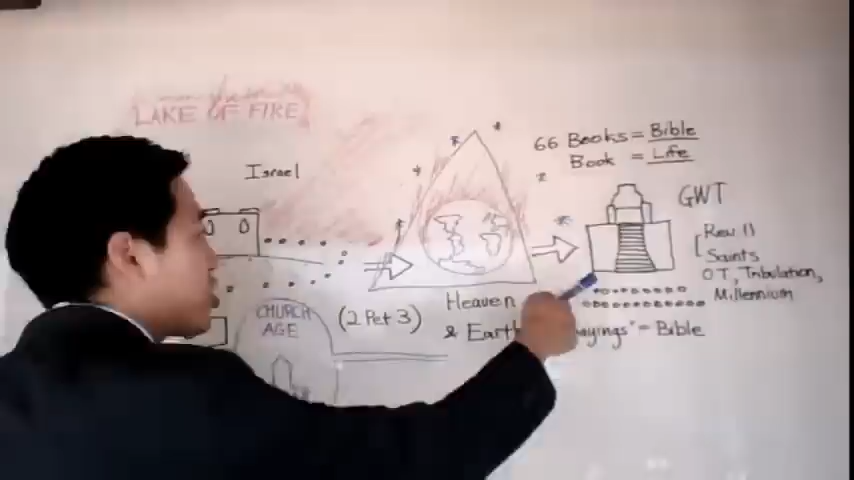 LAKE OF FIRE
Israel
66 Books = Bible
Book = Life
GWT
Rev. 11
Saints
OT, Tribulation,
Millennium
CHURCH
AGE
(2 Pet 3)
Heaven
& Earth
ayings" = Bible